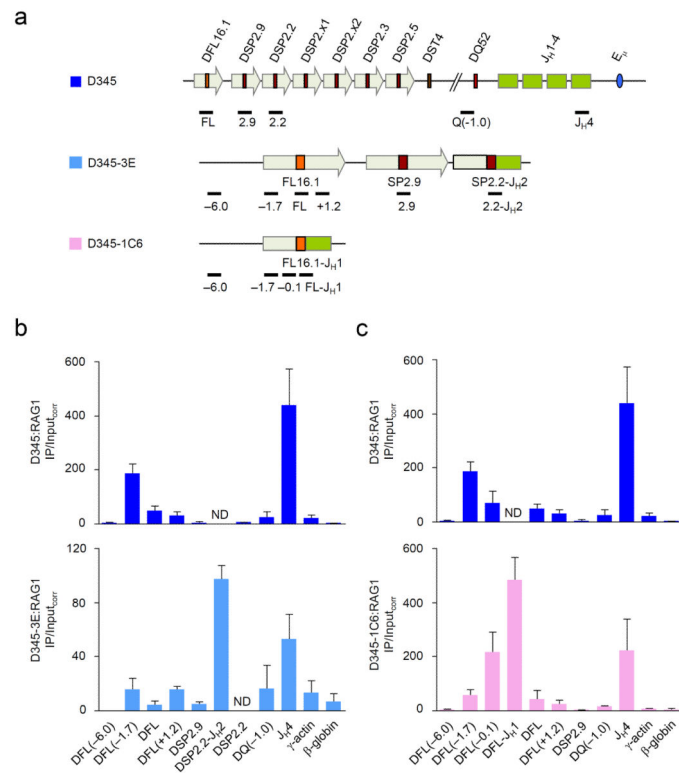 a
DFL16.1 DSP2.9 DSP2.2 DSP2.x1 DSP2.x2 DSP2.3 DSP2.5 DST4 DQ52 JH1-4 Eμ
D345
FL 2.9 2.2 Q(-1.0) JH4
D345-3E
FL16.1 SP2.9 SP2.2-JH2
–6.0 –1.7 FL +1.2 2.9 2.2-JH2
D345-1C6
FL16.1-JH1
–6.0 –1.7 –0.1 FL-JH1
b
D345:RAG1
IP/Inputcorr
600
400
200
0
ND
D345-3E:RAG1
IP/Inputcorr
120
80
40
0
ND
DFL(-6.0) DFL(-1.7) DFL DFL(+1.2) DSP2.9 DSP2.2-JH2 DSP2.2 DQ(-1.0) JH4 γ-actin β-globin
c
D345:RAG1
IP/Inputcorr
600
400
200
0
ND
D345-1C6:RAG1
IP/Inputcorr
600
400
200
0
DFL(-6.0) DFL(-1.7) DFL(-0.1) DFL-JH1 DFL DFL(+1.2) DSP2.9 DQ(-1.0) JH4 γ-actin β-globin